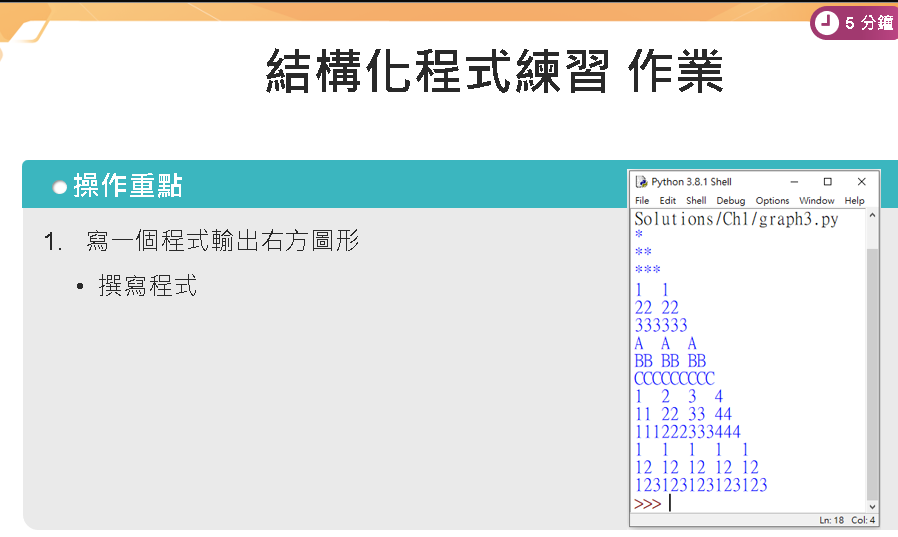 5 分鐘
結構化程式練習 作業
操作重點
1. 寫一個程式輸出右方圖形
• 撰寫程式
Python 3.8.1 Shell
File Edit Shell Debug Options Window Help
Solutions/Ch1/graph3.py
*
**
***
1  1
22 22
333333
A  A  A
BB BB BB
CCCCCCCCC
1  2  3  4
11 22 33 44
111222333444
1  1  1  1  1
12 12 12 12 12
123123123123123
>>>
Ln: 18 Col: 4